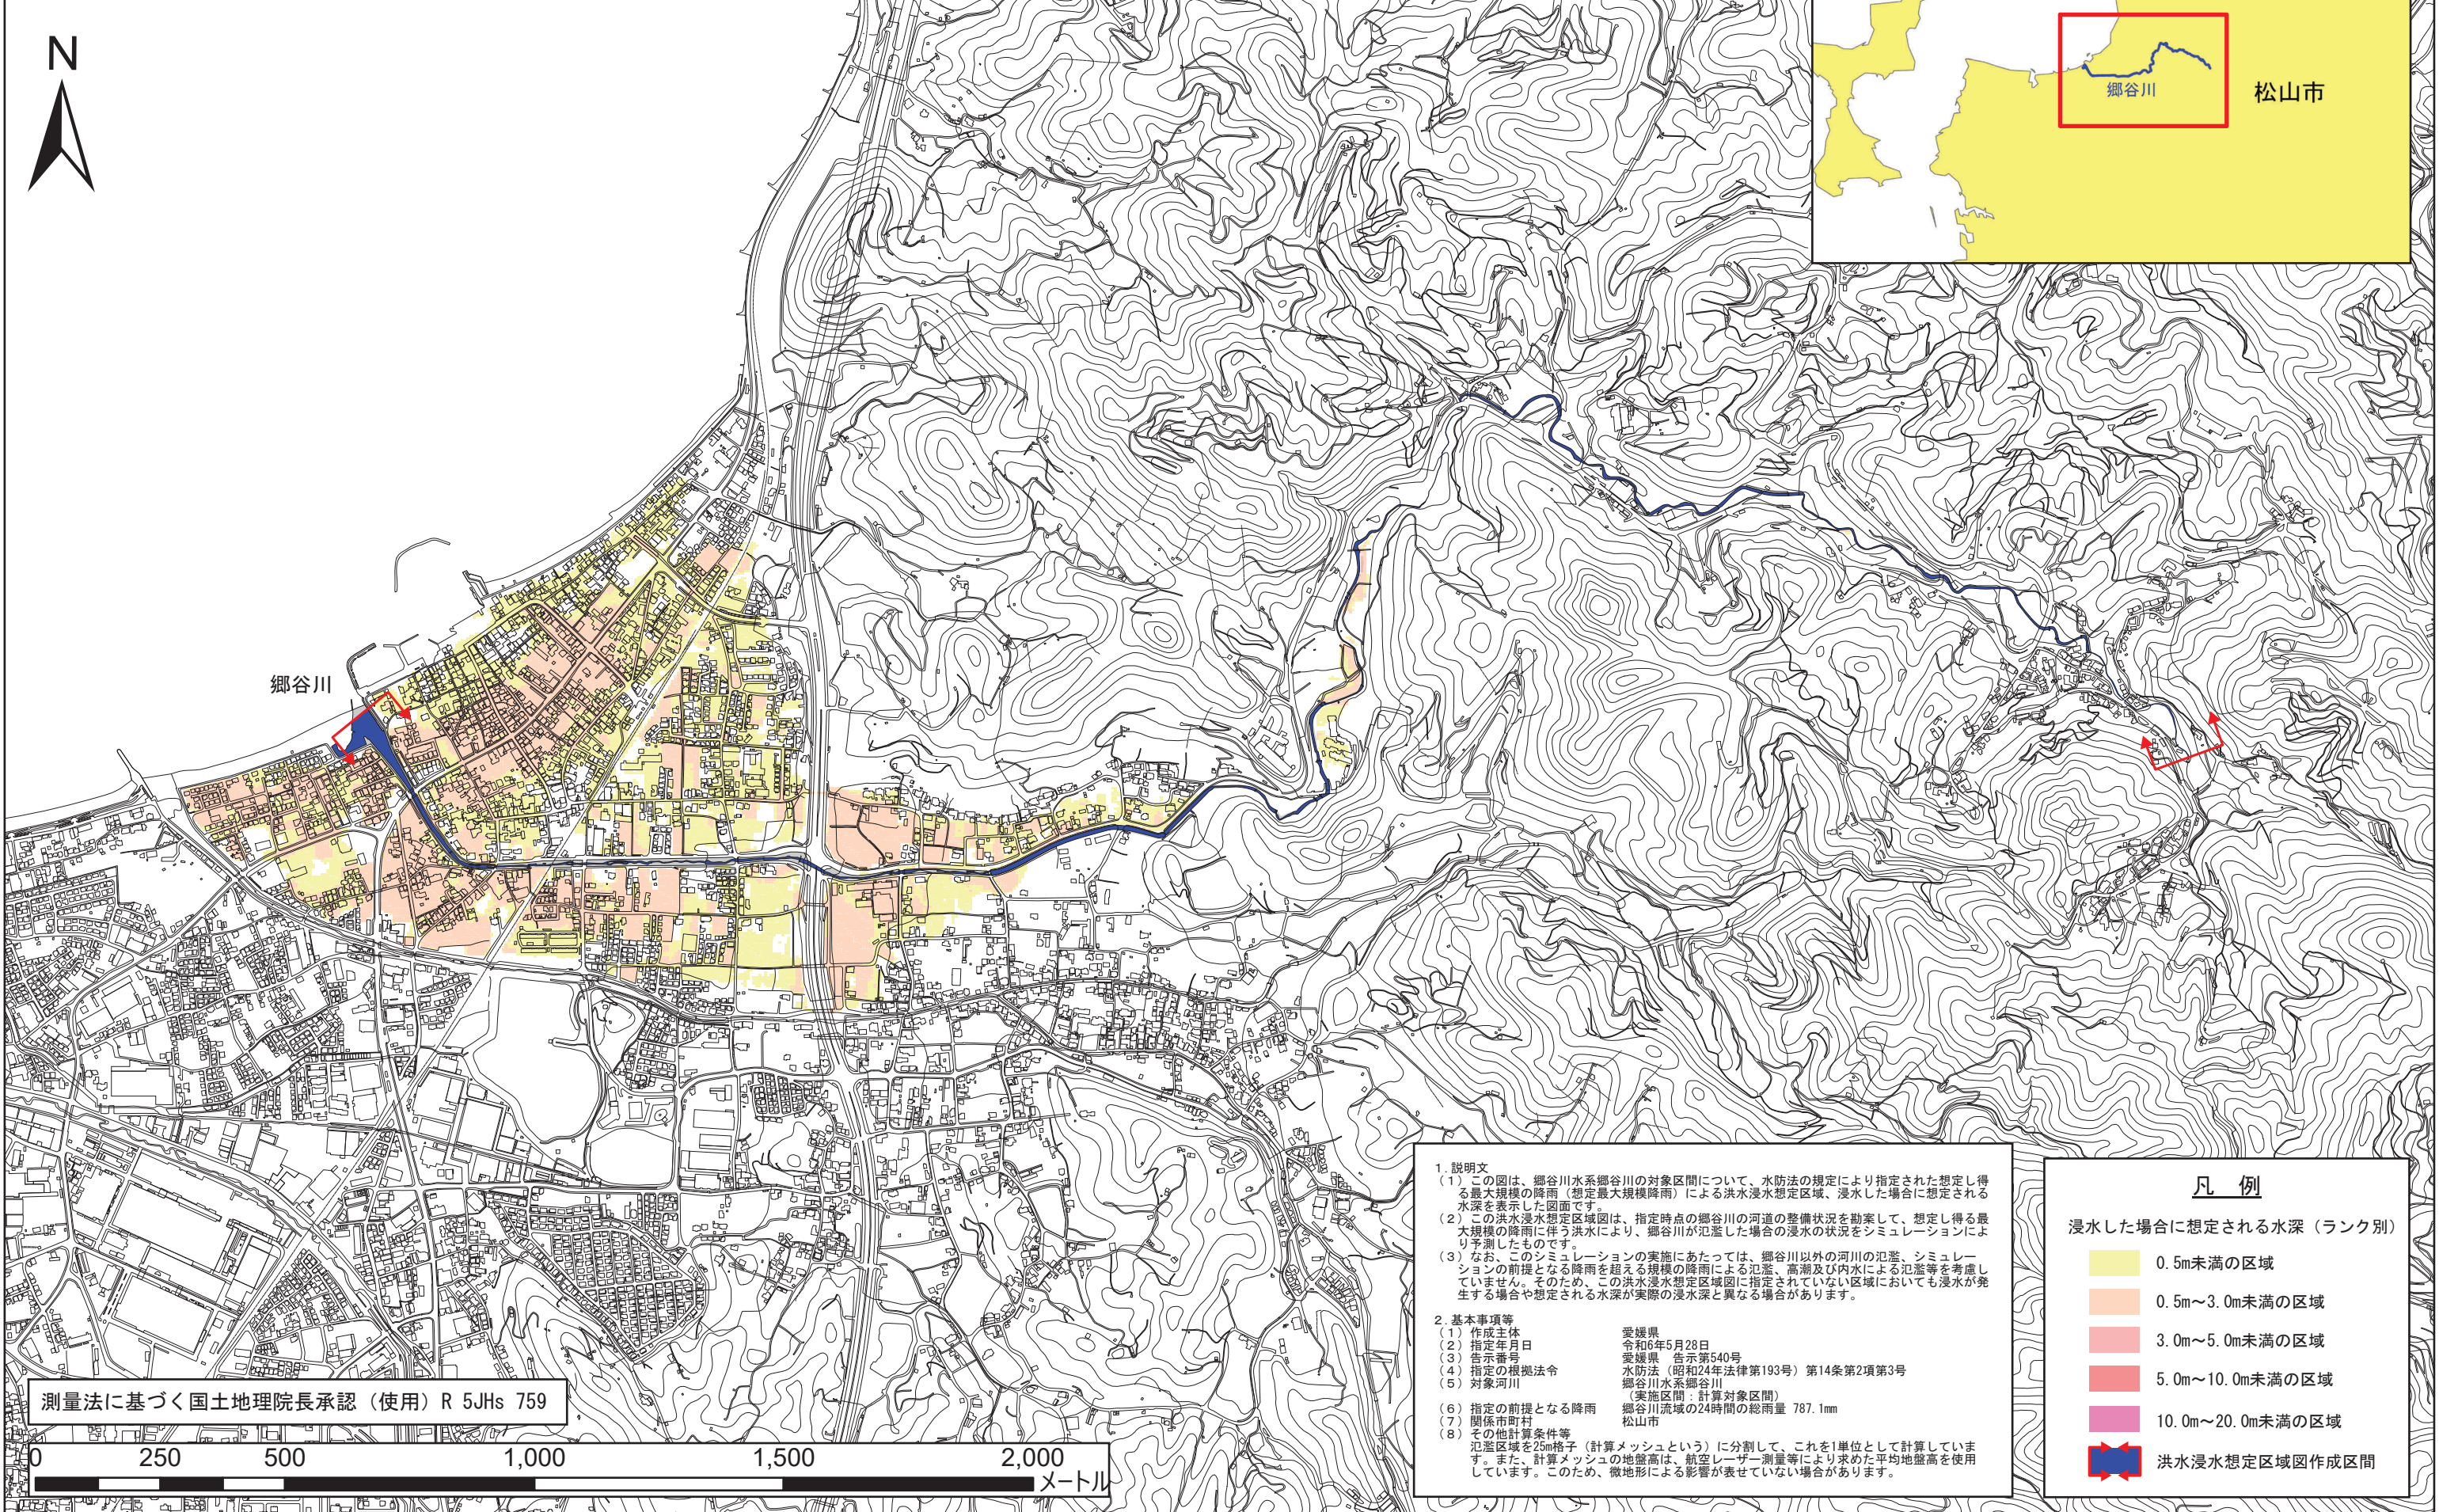 N
郷谷川
松山市
郷谷川
1.説明文
(1)この図は、郷谷川水系郷谷川の対象区間について、水防法の規定により指定された想定し得
る最大規模の降雨（想定最大規模降雨）による洪水浸水想定区域、浸水した場合に想定される
水深を表示した図面です。
(2)この洪水浸水想定区域図は、指定時点の郷谷川の河道の整備状況を勘案して、想定し得る最
大規模の降雨に伴う洪水により、郷谷川が氾濫した場合の浸水の状況をシミュレーションによ
り予測したものです。
(3)なお、このシミュレーションの実施にあたっては、郷谷川以外の河川の氾濫、シミュレー
ションの前提となる降雨を超える規模の降雨による氾濫、高潮及び内水による氾濫等を考慮し
ていません。そのため、この洪水浸水想定区域図に指定されていない区域においても浸水が発
生する場合や想定される水深が実際の浸水深と異なる場合があります。
2.基本事項等
(1)作成主体 愛媛県
(2)指定年月日 令和6年5月28日
(3)告示番号 愛媛県 告示第540号
(4)指定の根拠法令 水防法（昭和24年法律第193号）第14条第2項第3号
(5)対象河川 郷谷川水系郷谷川
（実施区間：計算対象区間）
(6)指定の前提となる降雨 郷谷川流域の24時間の総雨量 787.1mm
(7)関係市町村 松山市
(8)その他計算条件等
氾濫区域を25m格子（計算メッシュという）に分割して、これを1単位として計算していま
す。また、計算メッシュの地盤高は、航空レーザー測量等により求めた平均地盤高を使用
しています。このため、微地形による影響が表せていない場合があります。
凡 例
浸水した場合に想定される水深（ランク別）
0.5m未満の区域
0.5m～3.0m未満の区域
3.0m～5.0m未満の区域
5.0m～10.0m未満の区域
10.0m～20.0m未満の区域
洪水浸水想定区域図作成区間
測量法に基づく国土地理院長承認（使用）R 5JHs 759
0 250 500 1,000 1,500 2,000
メートル